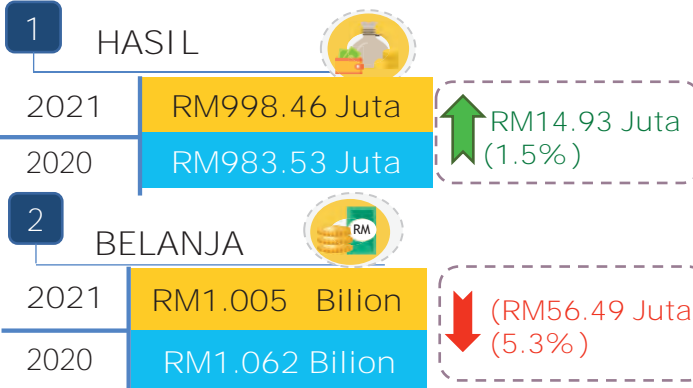 1
HASIL
2021
RM998.46 Juta
2020
RM983.53 Juta
RM14.93 Juta
(1.5%)
2
BELANJA
RM
2021
RM1.005 Bilion
2020
RM1.062 Bilion
(RM56.49 Juta
(5.3%)